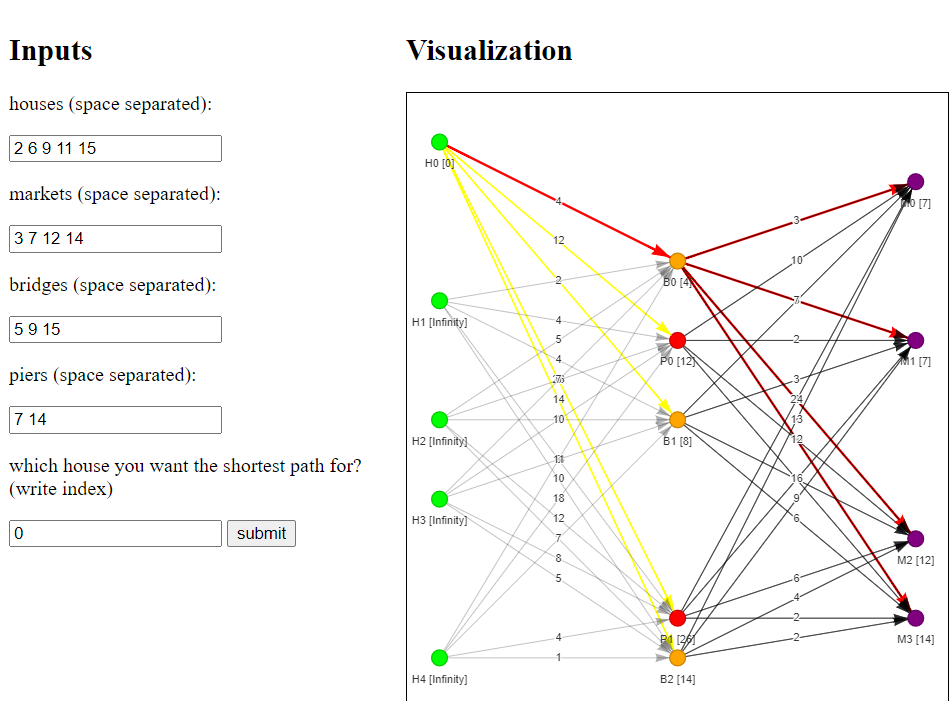 Inputs
houses (space separated):
2 6 9 11 15
markets (space separated):
3 7 12 14
bridges (space separated):
5 9 15
piers (space separated):
7 14
which house you want the shortest path for?
(write index)
0
submit
Visualization
H0 [0]
M0 [7]
4
3
12
10
B0 [4]
2
7
H1 [Infinity]
4
5
2
P0 [12]
M1 [7]
4
3
14
10
13
B1 [8]
H2 [Infinity]
12
11
10
16
18
9
H3 [Infinity]
12
6
7
M2 [12]
8
5
6
4
4
2
P1 [26]
2
M3 [14]
1
H4 [Infinity]
B2 [14]